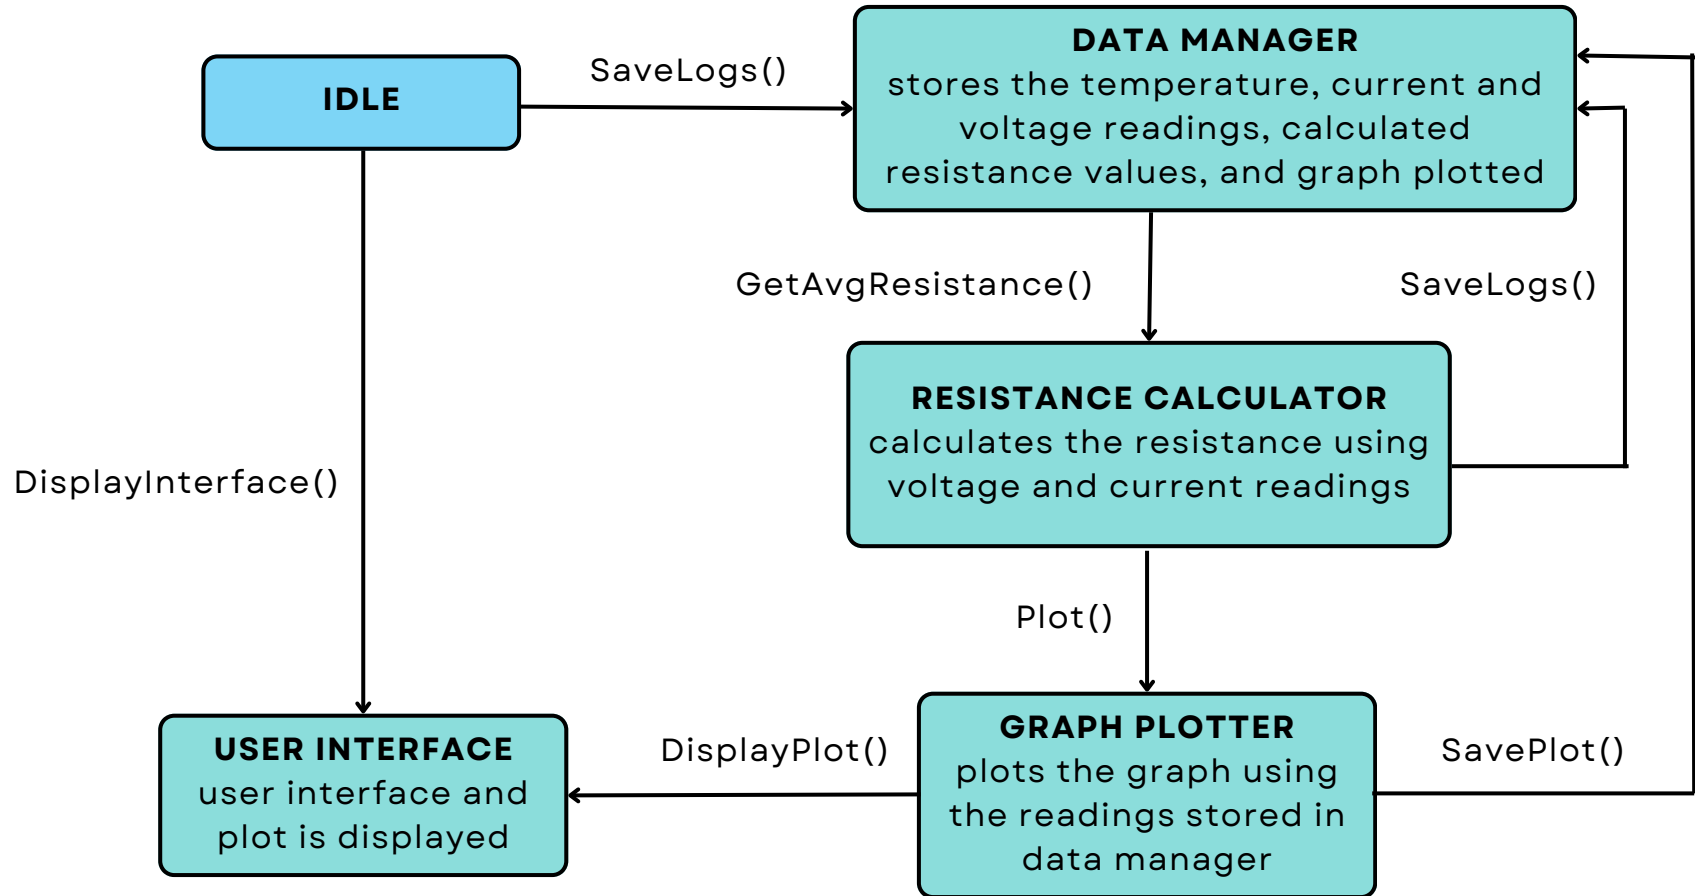 IDLE
SaveLogs()
DATA MANAGER
stores the temperature, current and
voltage readings, calculated
resistance values, and graph plotted
GetAvgResistance()
SaveLogs()
RESISTANCE CALCULATOR
calculates the resistance using
voltage and current readings
DisplayInterface()
Plot()
USER INTERFACE
user interface and
plot is displayed
DisplayPlot()
GRAPH PLOTTER
plots the graph using
the readings stored in
data manager
SavePlot()